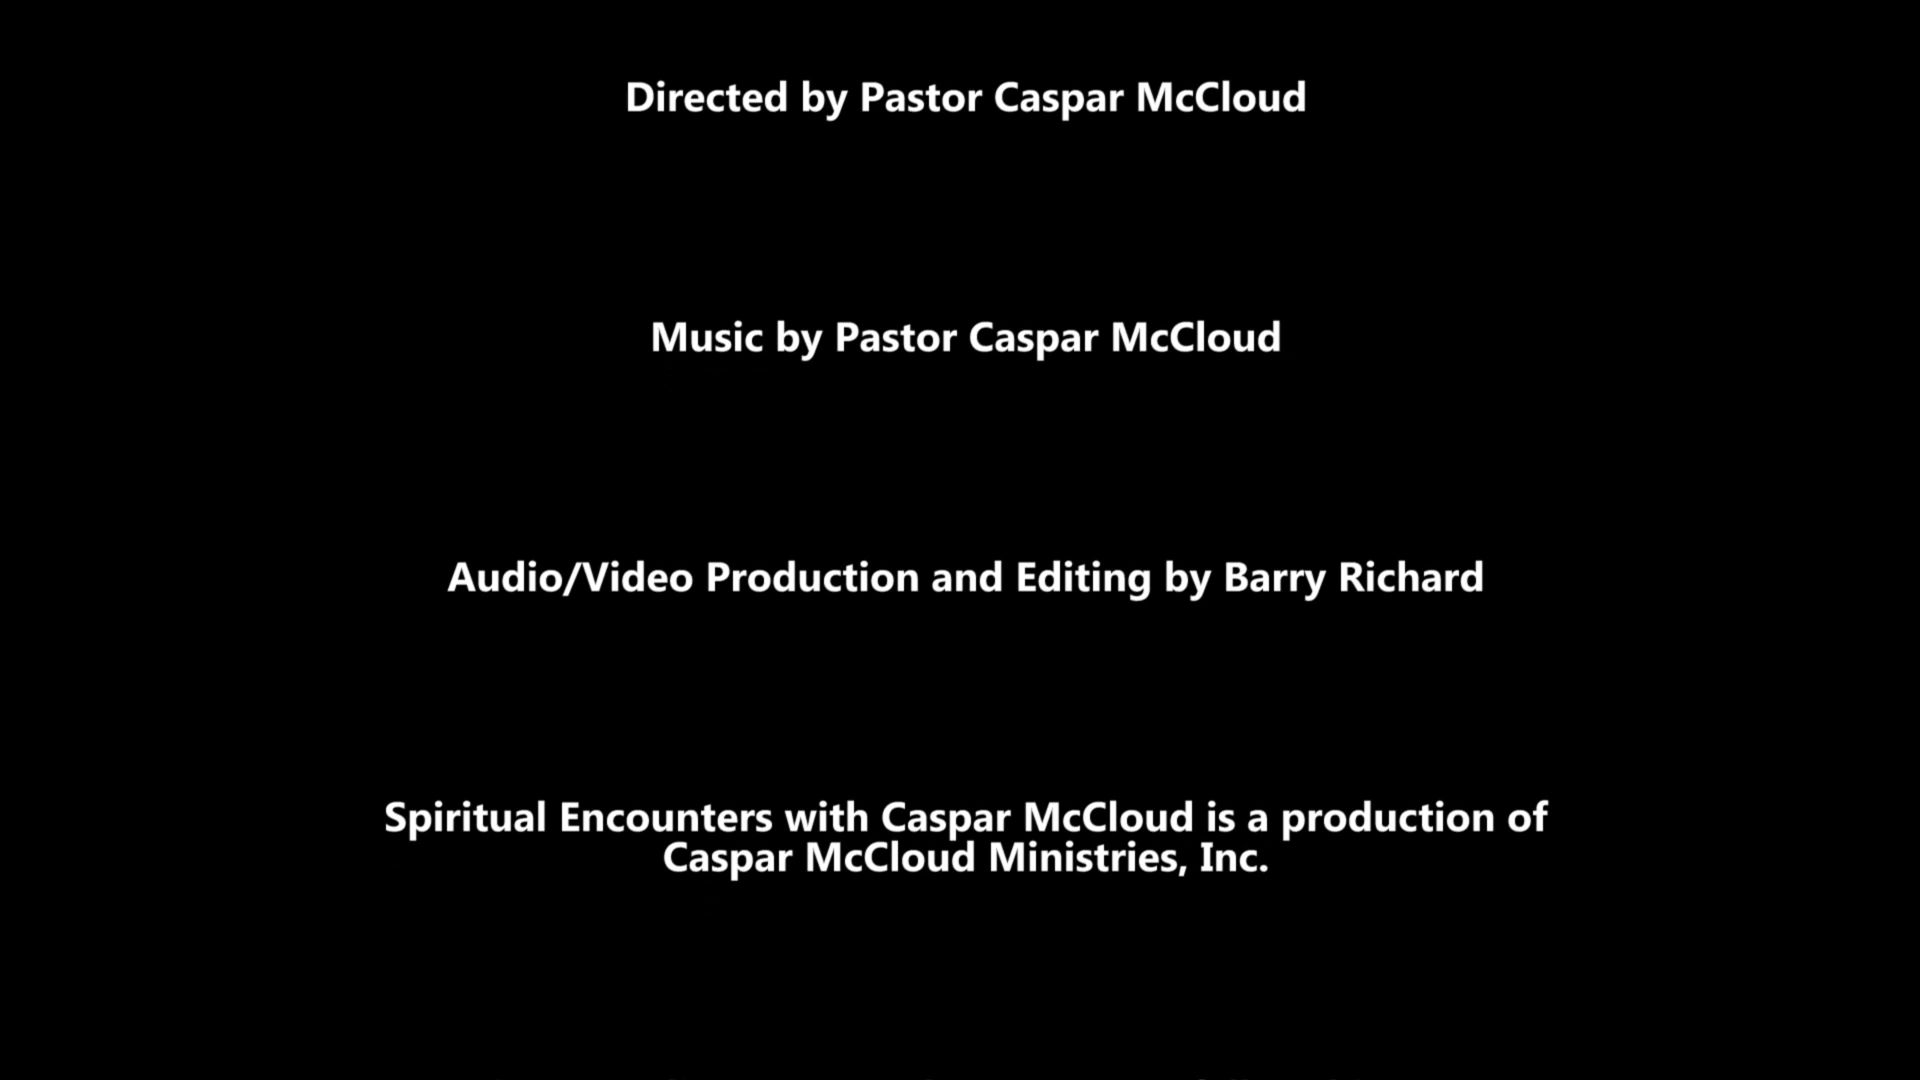 Directed by Pastor Caspar McCloud
Music by Pastor Caspar McCloud
Audio/Video Production and Editing by Barry Richard
Spiritual Encounters with Caspar McCloud is a production of
Caspar McCloud Ministries, Inc.